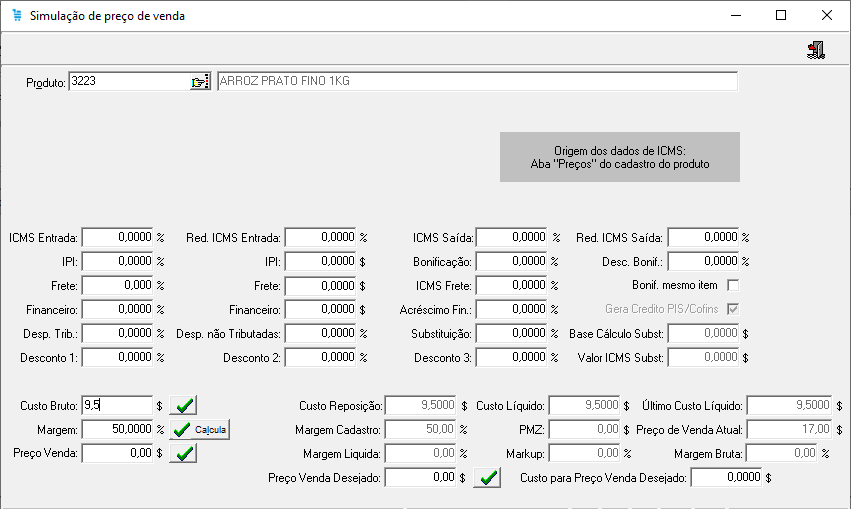 Simulação de preço de venda
Produto: 3223 ARROZ PRATO FINO 1KG
Origem dos dados de ICMS:
Aba "Preços" do cadastro do produto
ICMS Entrada: 0,0000 % Red. ICMS Entrada: 0,0000 % ICMS Saída: 0,0000 % Red. ICMS Saída: 0,0000 %
IPI: 0,0000 % IPI: 0,0000 $ Bonificação: 0,0000 % Desc. Bonif.: 0,0000 %
Frete: 0,000 % Frete: 0,0000 $ ICMS Frete: 0,0000 % Bonif. mesmo item
Financeiro: 0,0000 % Financeiro: 0,0000 $ Acréscimo Fin.: 0,0000 % Gera Credito PIS/Cofins
Desp. Trib.: 0,0000 % Desp. não Tributadas: 0,0000 % Substituição: 0,0000 % Base Cálculo Subst: 0,0000 $
Desconto 1: 0,0000 % Desconto 2: 0,0000 % Desconto 3: 0,0000 % Valor ICMS Subst: 0,0000 $
Custo Bruto: 9,5 $ Custo Reposição: 9,5000 $ Custo Líquido: 9,5000 $ Último Custo Líquido: 9,5000 $
Margem: 50,0000 % Calcula Margem Cadastro: 50,00 % PMZ: 0,00 $ Preço de Venda Atual: 17,00 $
Preço Venda: 0,00 $ Margem Liquida: 0,00 % Markup: 0,00 % Margem Bruta: 0,00 %
Preço Venda Desejado: 0,00 $ Custo para Preço Venda Desejado: 0,0000 $